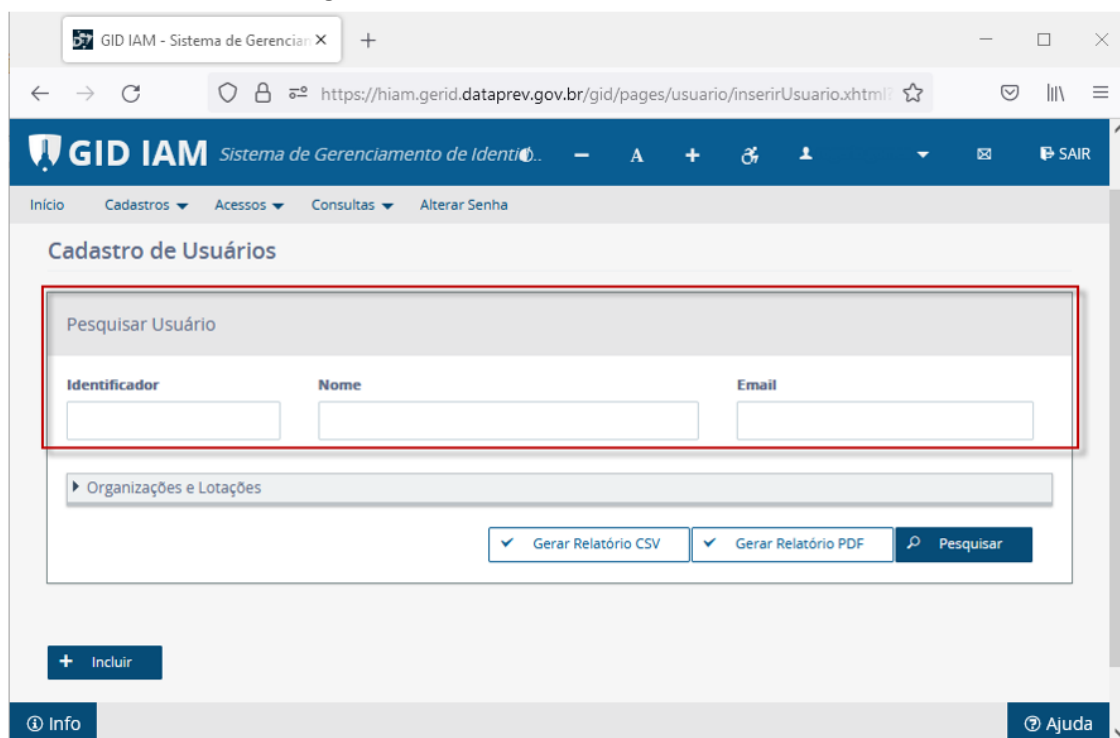 GID IAM - Sistema de Gerencian
https://hiam.gerid.dataprev.gov.br/gid/pages/usuario/inserirUsuario.xhtml?
GID IAM Sistema de Gerenciamento de Identi.. − A + SAIR
Início Cadastros Acessos Consultas Alterar Senha
Cadastro de Usuários
Pesquisar Usuário
Identificador Nome Email
Organizações e Lotações
Gerar Relatório CSV Gerar Relatório PDF Pesquisar
+ Incluir
Info Ajuda